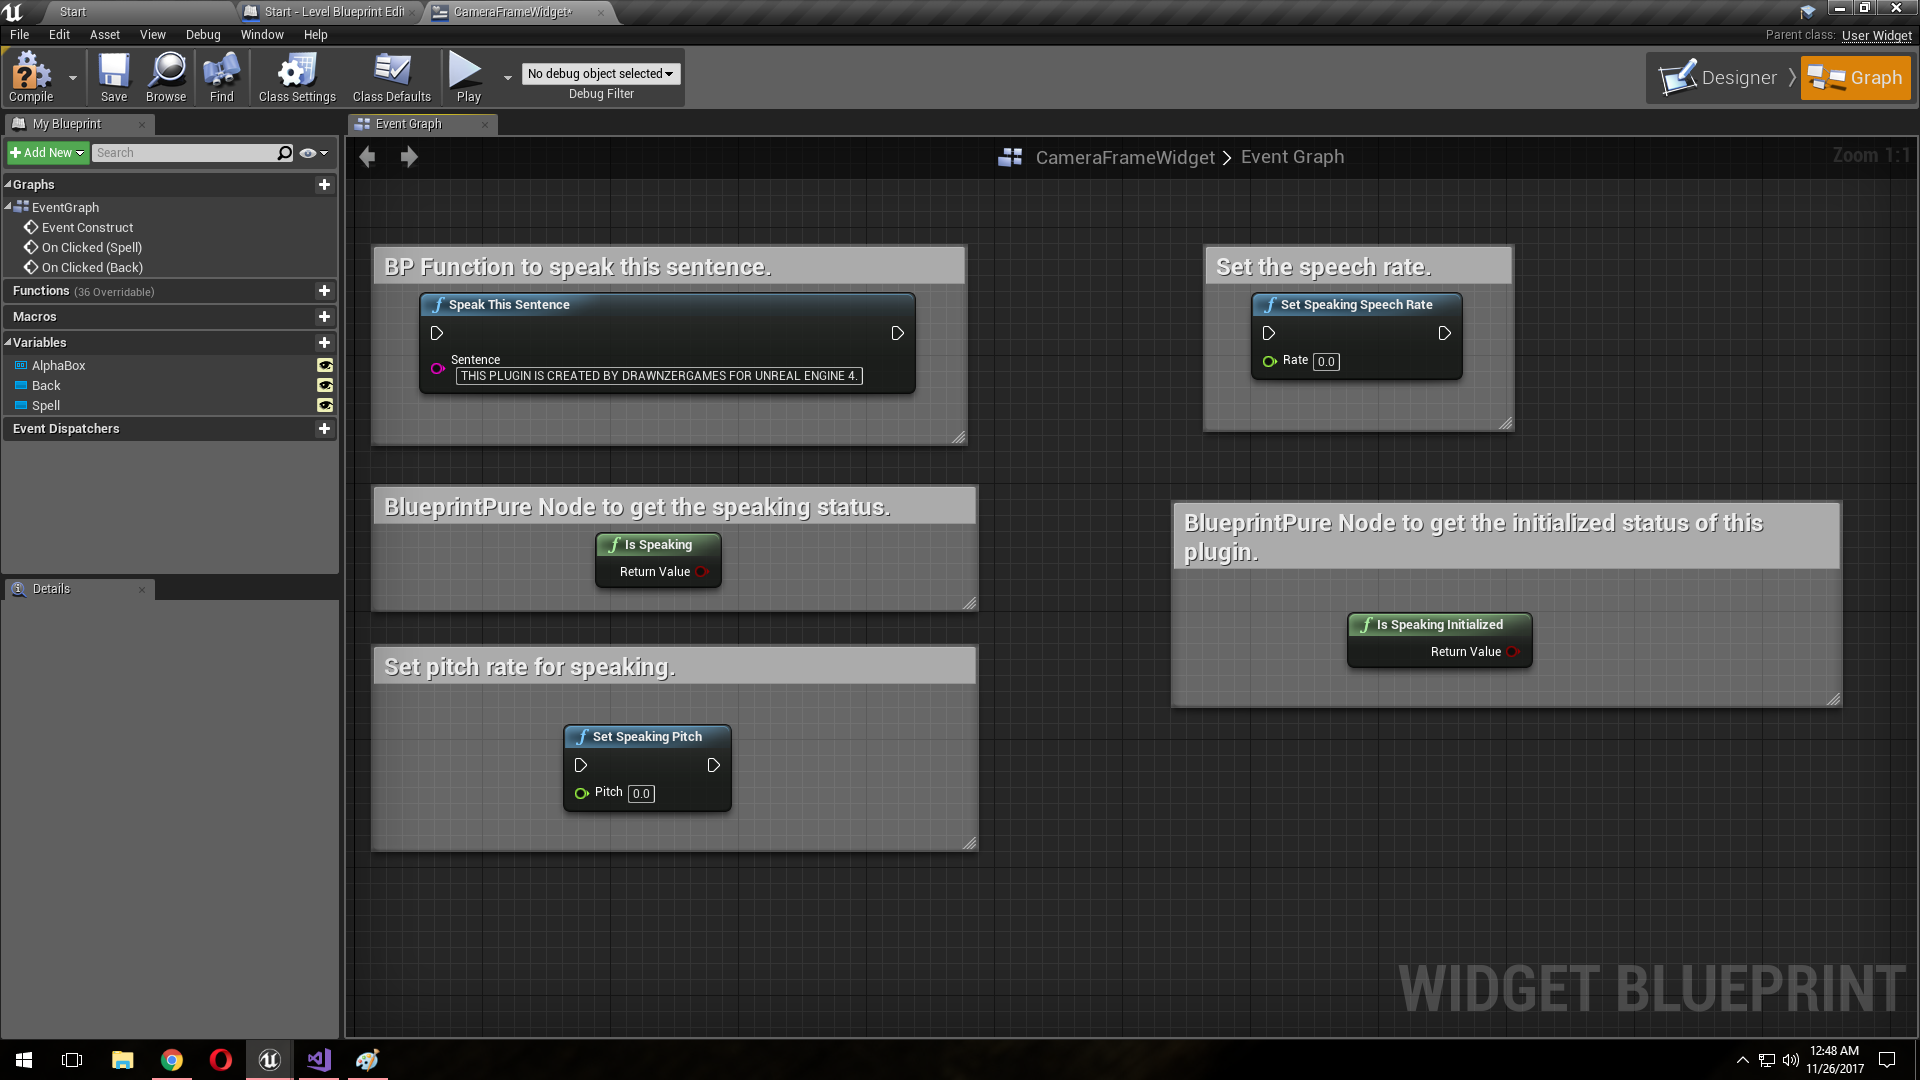 Start
Start - Level Blueprint Edit
CameraFrameWidget*
File Edit Asset View Debug Window Help
Parent class: User Widget
Compile
Save
Browse
Find
Class Settings
Class Defaults
Play
No debug object selected
Debug Filter
Designer
Graph
My Blueprint
Event Graph
Add New
Search
CameraFrameWidget > Event Graph
Zoom 1:1
Graphs
EventGraph
Event Construct
On Clicked (Spell)
On Clicked (Back)
Functions (36 Overridable)
Macros
Variables
AlphaBox
Back
Spell
Event Dispatchers
Details
BP Function to speak this sentence.
f Speak This Sentence
Sentence
THIS PLUGIN IS CREATED BY DRAWNZERGAMES FOR UNREAL ENGINE 4.
Set the speech rate.
f Set Speaking Speech Rate
Rate 0.0
BlueprintPure Node to get the speaking status.
f Is Speaking
Return Value
BlueprintPure Node to get the initialized status of this
plugin.
f Is Speaking Initialized
Return Value
Set pitch rate for speaking.
f Set Speaking Pitch
Pitch 0.0
WIDGET BLUEPRINT
12:48 AM
11/26/2017